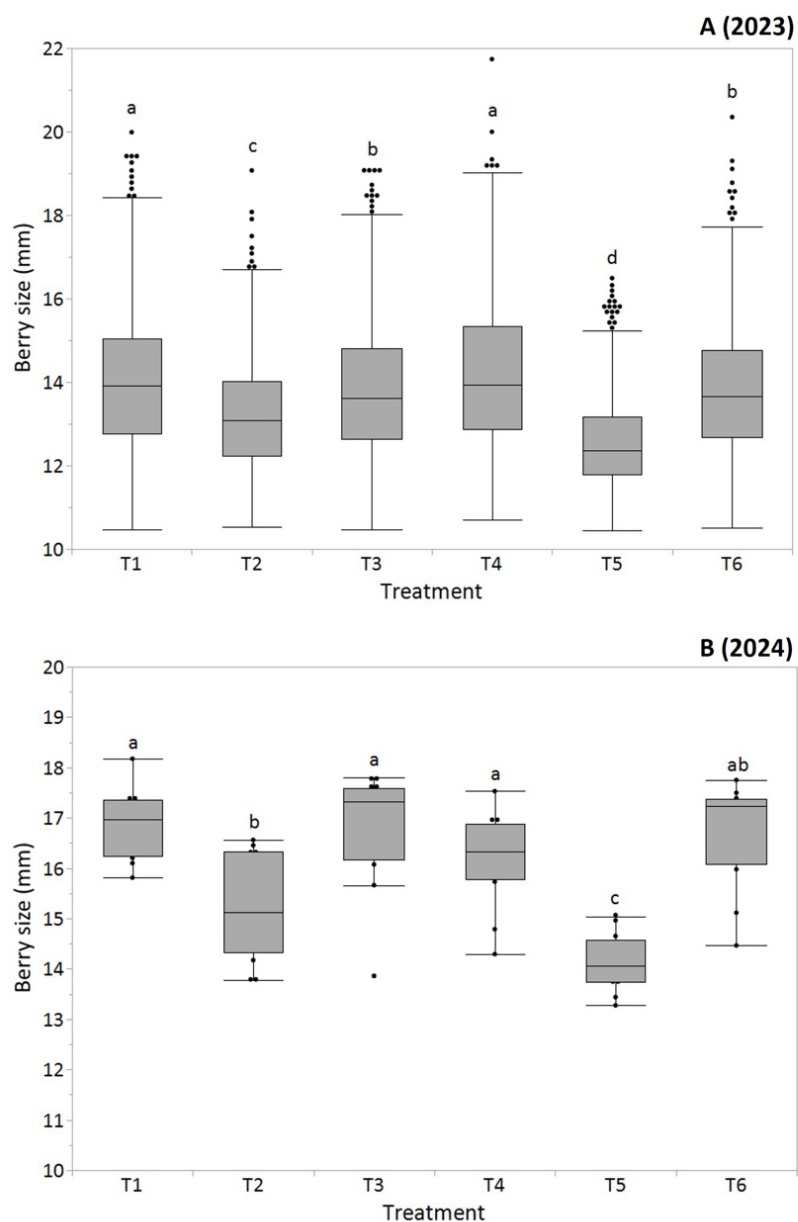 A (2023)
22
20
18
16
14
12
10
Berry size (mm)
a
c
b
a
d
b
T1 T2 T3 T4 T5 T6
Treatment
B (2024)
20
19
18
17
16
15
14
13
12
11
10
Berry size (mm)
a
b
a
a
c
ab
T1 T2 T3 T4 T5 T6
Treatment